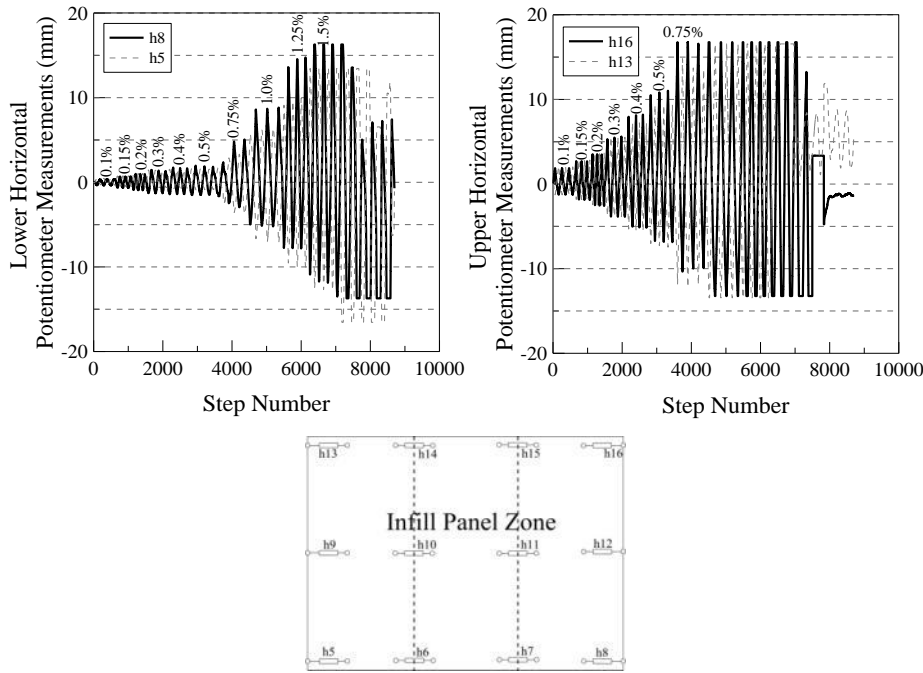 h8
h5
0.1%
0.15%
0.2%
0.3%
0.4%
0.5%
0.75%
1.0%
1.25%
1.5%
20
10
0
-10
-20
Lower Horizontal
Potentiometer Measurements (mm)
0 2000 4000 6000 8000 10000
Step Number
h16
h13
0.1%
0.15%
0.2%
0.3%
0.4%
0.5%
0.75%
20
10
0
-10
-20
Upper Horizontal
Potentiometer Measurements (mm)
0 2000 4000 6000 8000 10000
Step Number
h13 h14 h15 h16
Infill Panel Zone
h9 h10 h11 h12
h5 h6 h7 h8